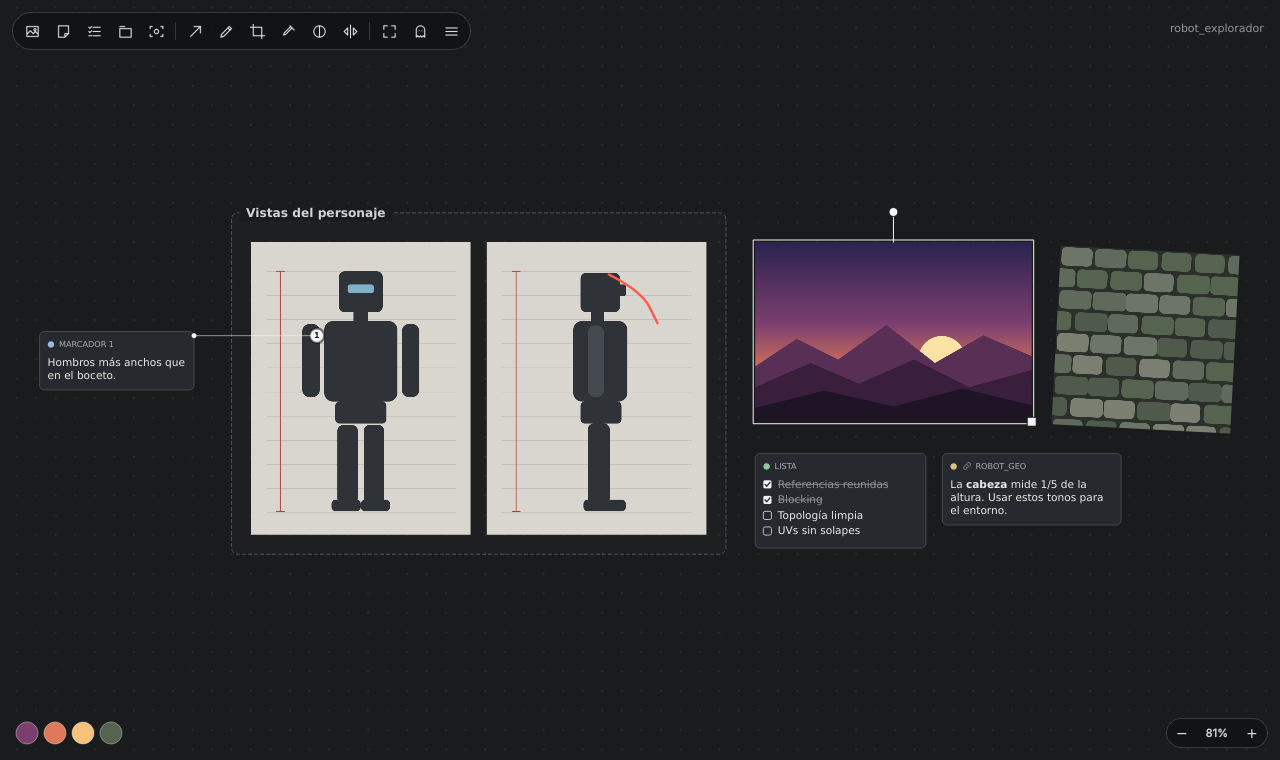 robot_explorador
Vistas del personaje
1
MARCADOR 1
Hombros más anchos que
en el boceto.
LISTA
Referencias reunidas
Blocking
Topología limpia
UVs sin solapes
ROBOT_GEO
La cabeza mide 1/5 de la
altura. Usar estos tonos para
el entorno.
81%